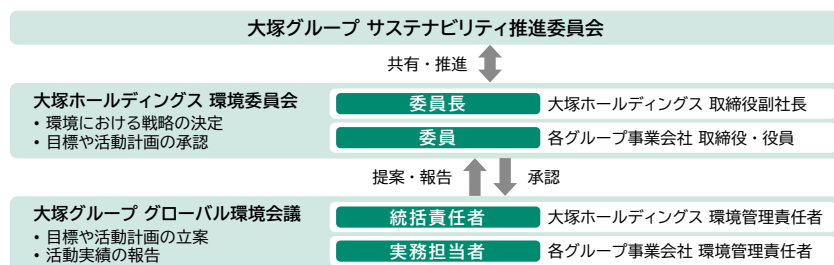 大塚グループ サステナビリティ推進委員会
共有・推進
大塚ホールディングス 環境委員会
• 環境における戦略の決定
• 目標や活動計画の承認
委員長 大塚ホールディングス 取締役副社長
委員 各グループ事業会社 取締役・役員
提案・報告 承認
大塚グループ グローバル環境会議
• 目標や活動計画の立案
• 活動実績の報告
統括責任者 大塚ホールディングス 環境管理責任者
実務担当者 各グループ事業会社 環境管理責任者